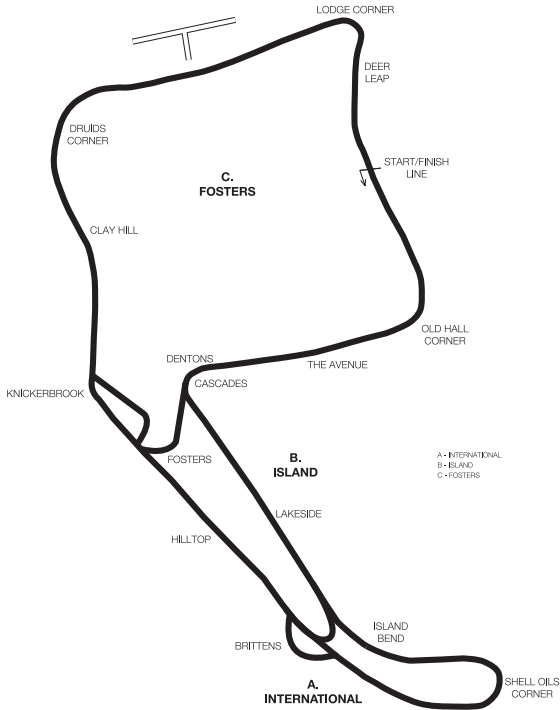 LODGE CORNER
DEER
LEAP
DRUIDS
CORNER
START/FINISH
LINE
C.
FOSTERS
CLAY HILL
OLD HALL
CORNER
DENTONS
THE AVENUE
CASCADES
KNICKERBROOK
FOSTERS
B.
ISLAND
A - INTERNATIONAL
B - ISLAND
C - FOSTERS
LAKESIDE
HILLTOP
ISLAND
BEND
BRITTENS
SHELL OILS
CORNER
A.
INTERNATIONAL